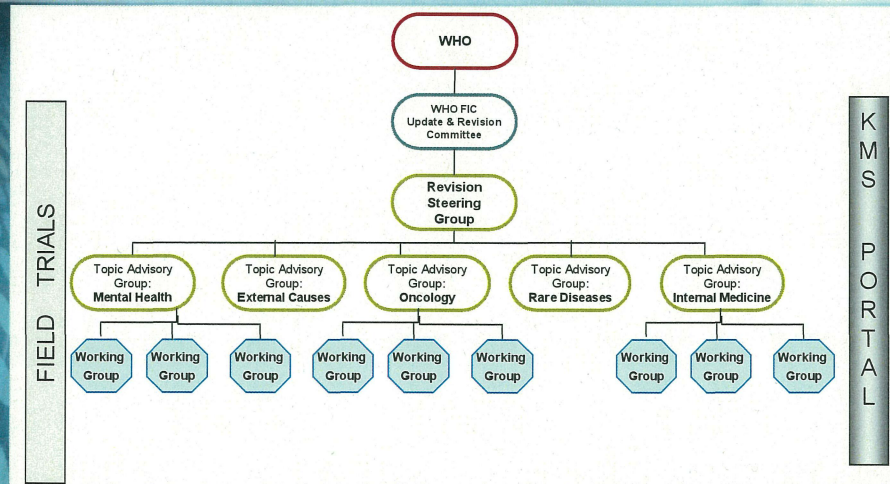 WHO
WHO FIC
Update & Revision
Committee
Revision
Steering
Group
FIELD TRIALS
KMS PORTAL
Topic Advisory
Group:
Mental Health
Topic Advisory
Group:
External Causes
Topic Advisory
Group:
Oncology
Topic Advisory
Group:
Rare Diseases
Topic Advisory
Group:
Internal Medicine
Working
Group
Working
Group
Working
Group
Working
Group
Working
Group
Working
Group
Working
Group
Working
Group
Working
Group